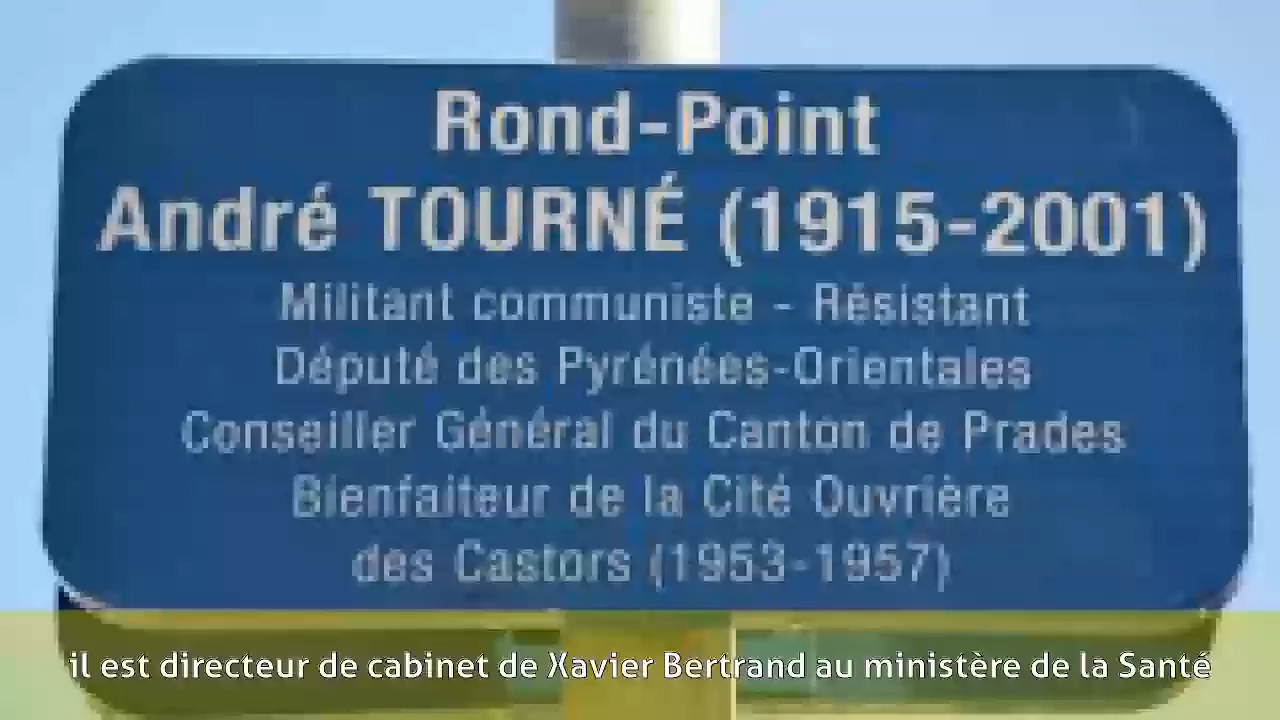 Rond-Point
André TOURNÉ (1915-2001)
Militant communiste - Résistant
Député des Pyrénées-Orientales
Conseiller Général du Canton de Prades
Bienfaiteur de la Cité Ouvrière
des Castors (1953-1957)
il est directeur de cabinet de Xavier Bertrand au ministère de la Santé